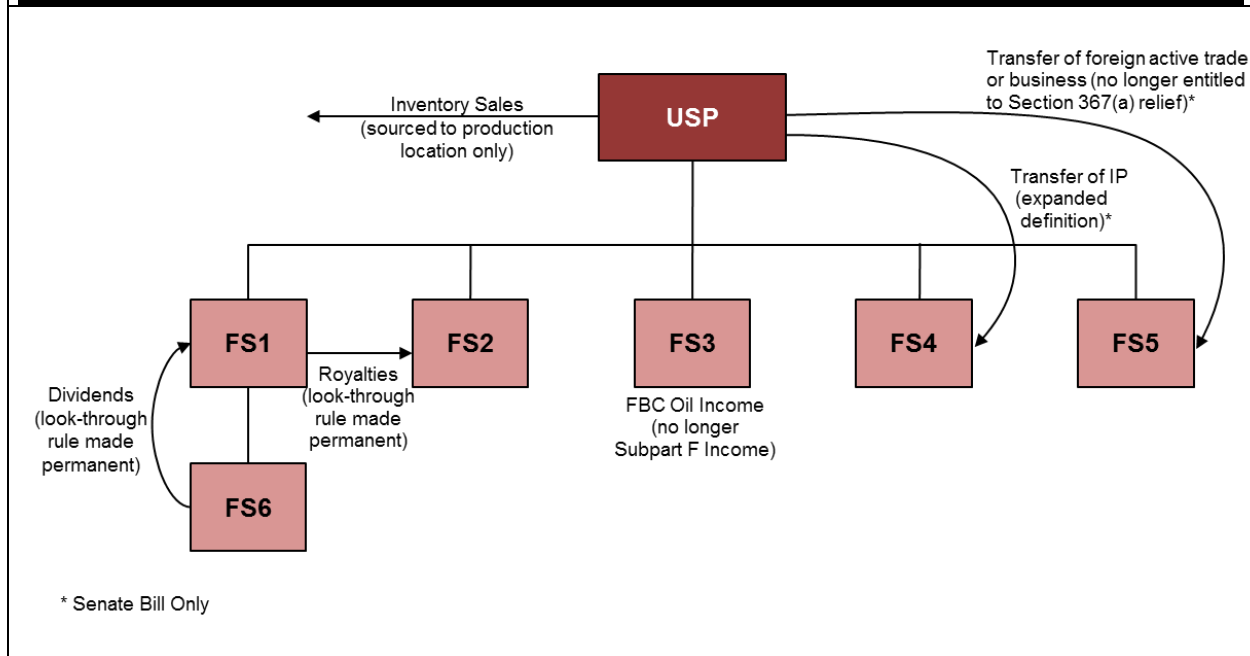 Transfer of foreign active trade
or business (no longer entitled
to Section 367(a) relief)*
Inventory Sales
(sourced to production
location only)
USP
Transfer of IP
(expanded
definition)*
FS1
FS2
FS3
FS4
FS5
Dividends
(look-through
rule made
permanent)
Royalties
(look-through
rule made
permanent)
FBC Oil Income
(no longer
Subpart F Income)
FS6
* Senate Bill Only